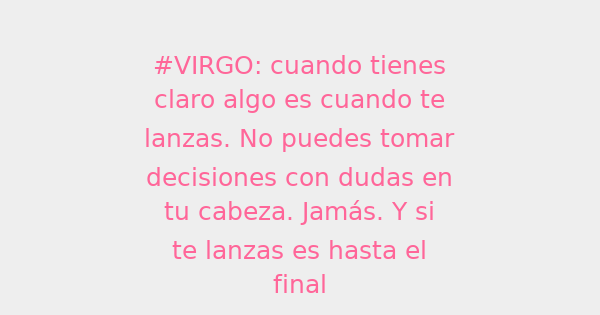 #VIRGO: cuando tienes
claro algo es cuando te
lanzas. No puedes tomar
decisiones con dudas en
tu cabeza. Jamás. Y si
te lanzas es hasta el
final